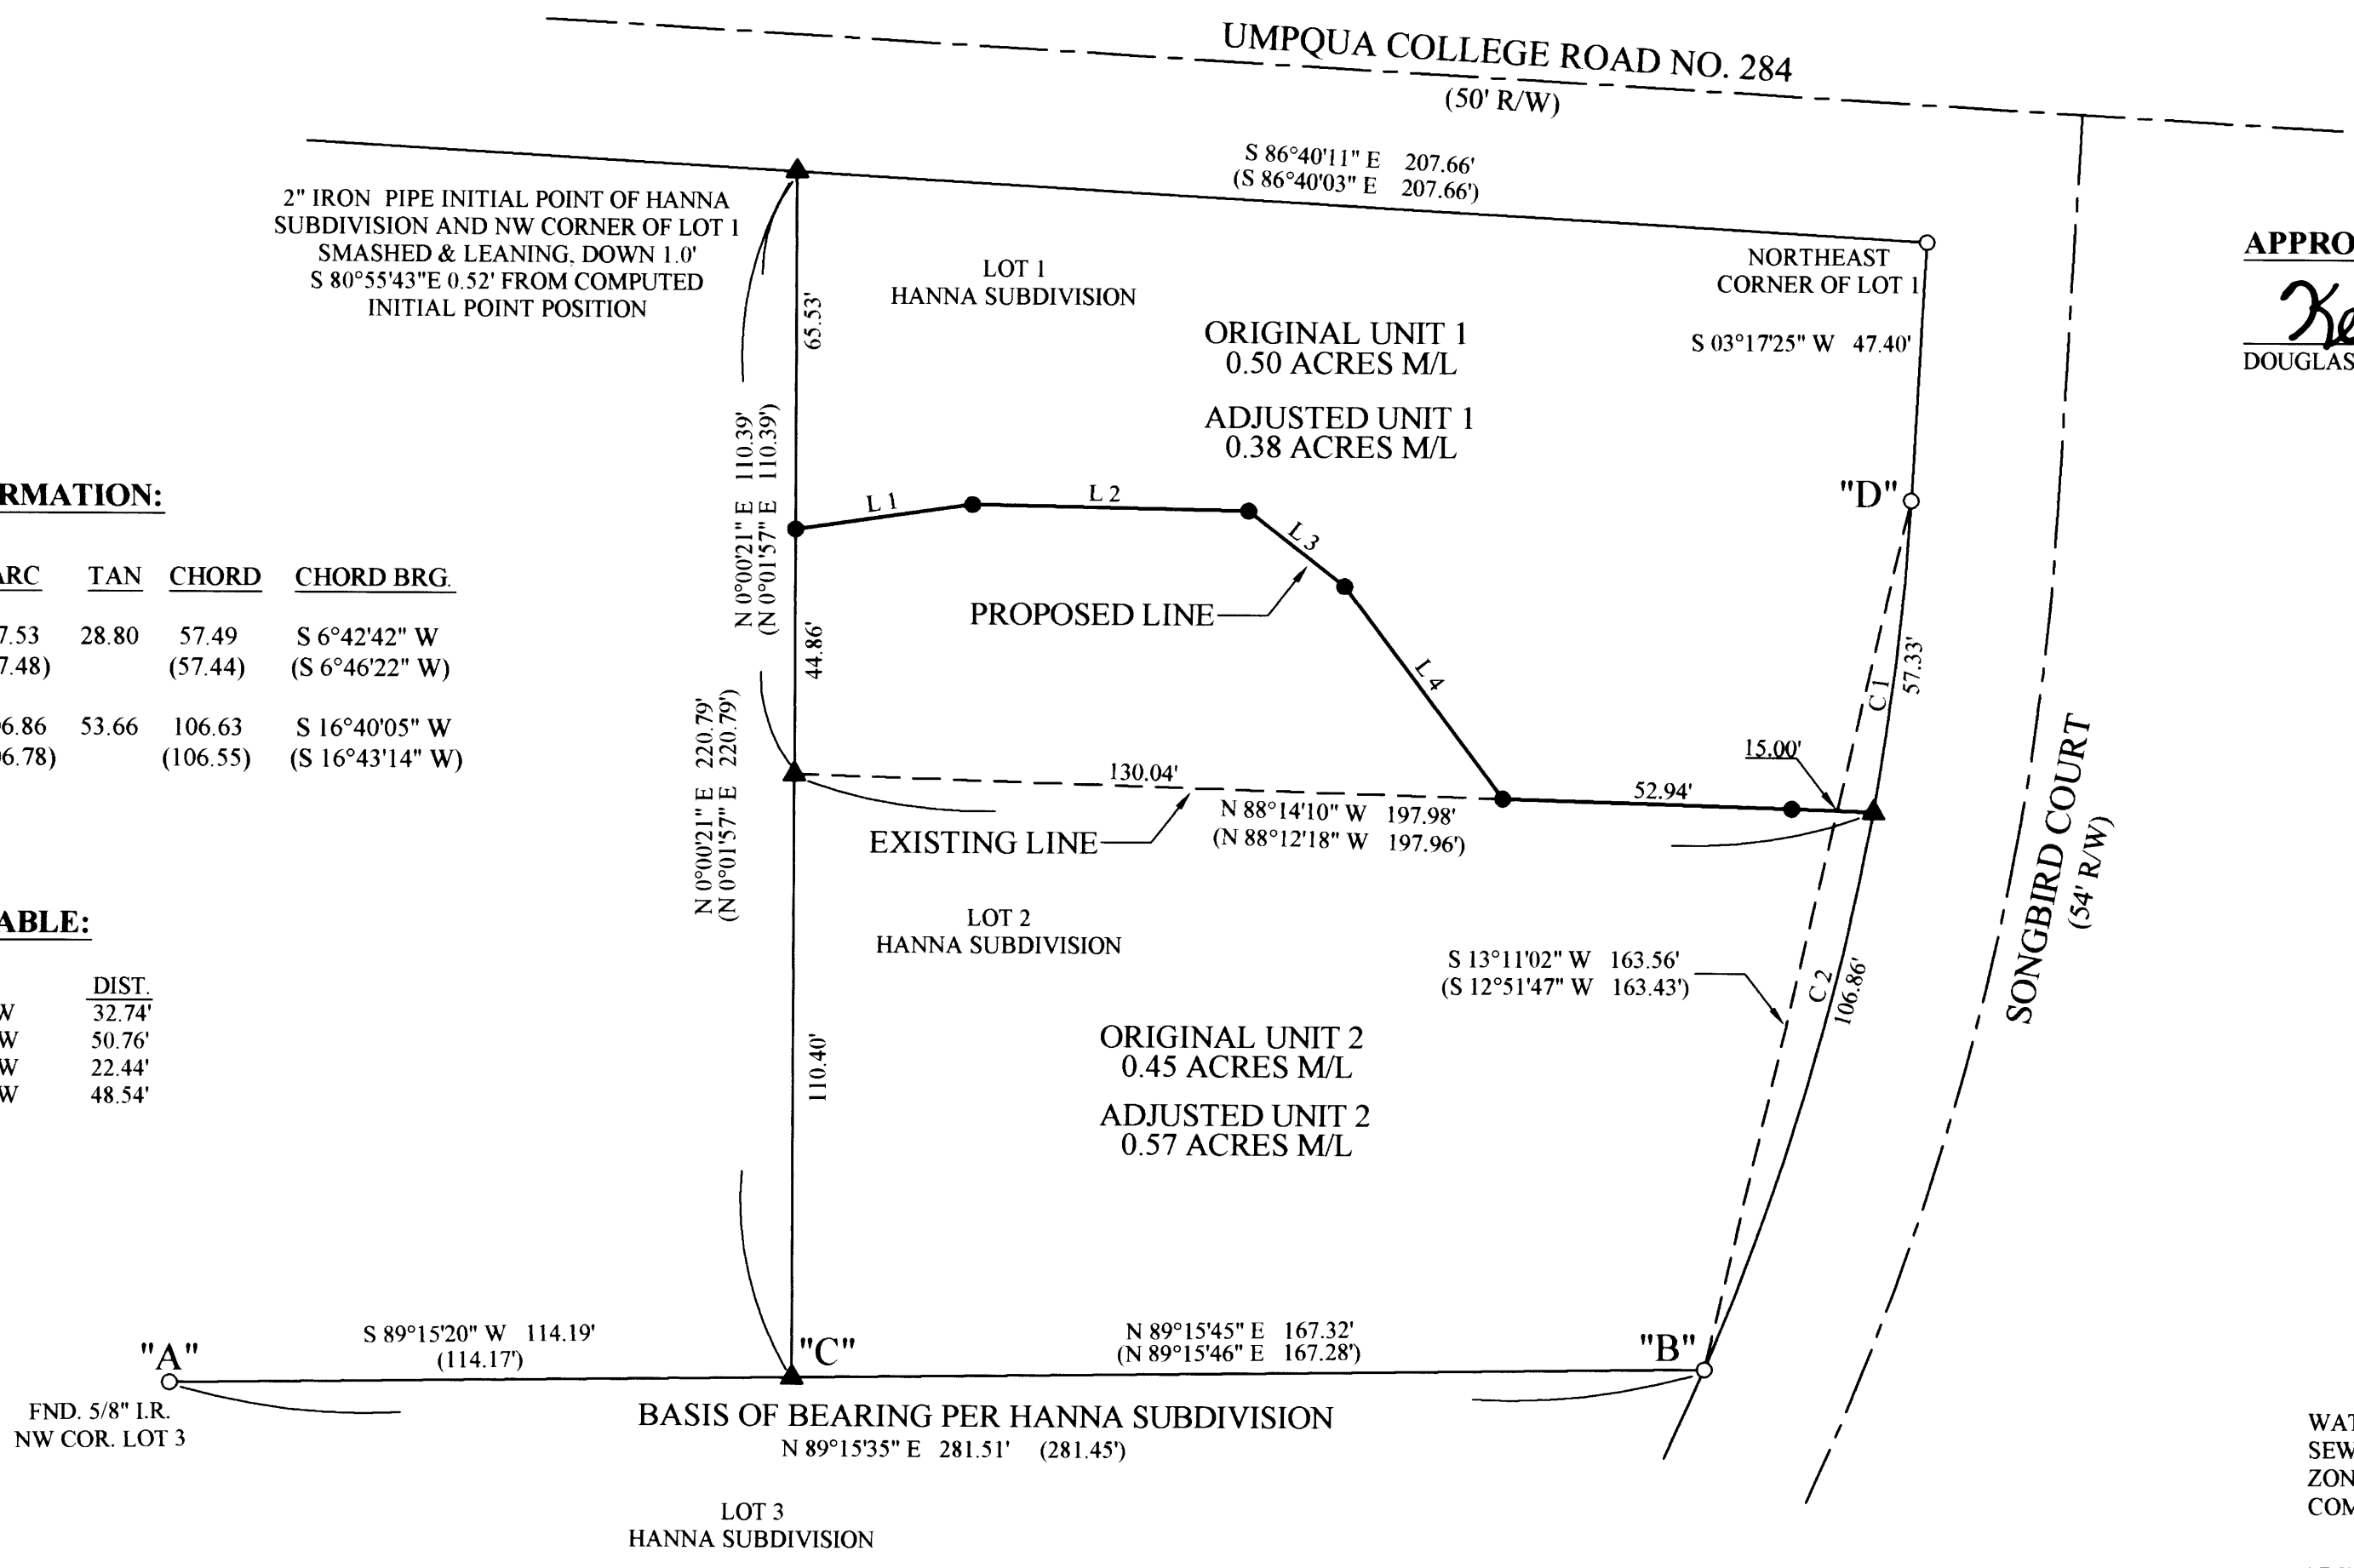 UMPQUA COLLEGE ROAD NO. 284
(50' R/W)
S 86°40'11" E 207.66'
(S 86°40'03" E 207.66')
2" IRON PIPE INITIAL POINT OF HANNA
SUBDIVISION AND NW CORNER OF LOT 1
SMASHED & LEANING, DOWN 1.0'
S 80°55'43"E 0.52' FROM COMPUTED
INITIAL POINT POSITION
LOT 1
HANNA SUBDIVISION
NORTHEAST
CORNER OF LOT 1
S 03°17'25" W 47.40'
ORIGINAL UNIT 1
0.50 ACRES M/L
ADJUSTED UNIT 1
0.38 ACRES M/L
65.53'
N 0°00'21" E 110.39'
(N 0°01'57" E 110.39')
44.86'
N 0°00'21" E 220.79'
(N 0°01'57" E 220.79')
110.40'
L 1
L 2
L 3
L 4
PROPOSED LINE
"D"
C 1
57.33'
15.00'
130.04'
52.94'
N 88°14'10" W 197.98'
(N 88°12'18" W 197.96')
EXISTING LINE
SONGBIRD COURT
(54' R/W)
LOT 2
HANNA SUBDIVISION
S 13°11'02" W 163.56'
(S 12°51'47" W 163.43')
C 2
106.86'
ORIGINAL UNIT 2
0.45 ACRES M/L
ADJUSTED UNIT 2
0.57 ACRES M/L
"A"
S 89°15'20" W 114.19'
(114.17')
"C"
N 89°15'45" E 167.32'
(N 89°15'46" E 167.28')
"B"
FND. 5/8" I.R.
NW COR. LOT 3
BASIS OF BEARING PER HANNA SUBDIVISION
N 89°15'35" E 281.51' (281.45')
LOT 3
HANNA SUBDIVISION
RMATION:
ARC TAN CHORD CHORD BRG.
7.53 28.80 57.49 S 6°42'42" W
7.48) (57.44) (S 6°46'22" W)
6.86 53.66 106.63 S 16°40'05" W
6.78) (106.55) (S 16°43'14" W)
ABLE:
DIST.
W 32.74'
W 50.76'
W 22.44'
W 48.54'
APPRO
DOUGLAS
WAT
SEW
ZON
COM